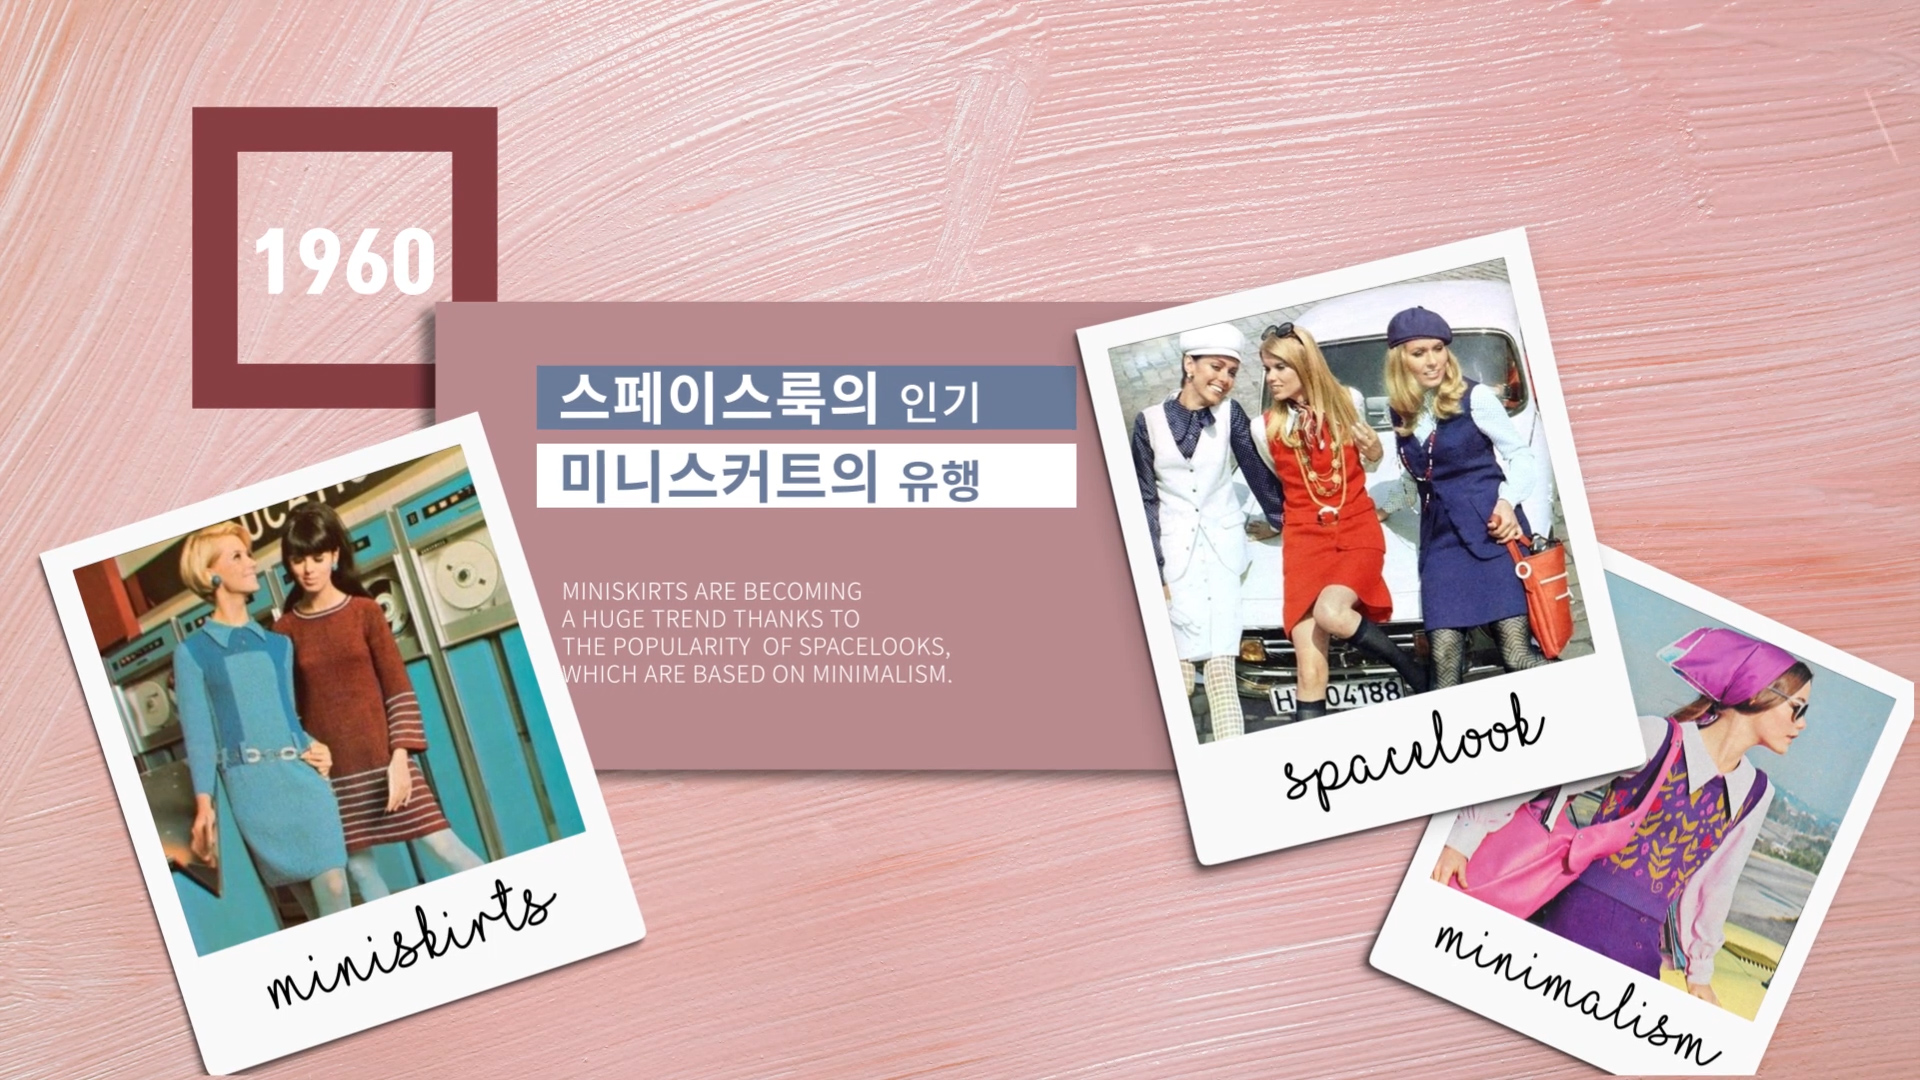 1960
스페이스룩의 인기
미니스커트의 유행
MINISKIRTS ARE BECOMING
A HUGE TREND THANKS TO
THE POPULARITY OF SPACELOOKS,
WHICH ARE BASED ON MINIMALISM.
miniskirts
spacelook
minimalism
04188